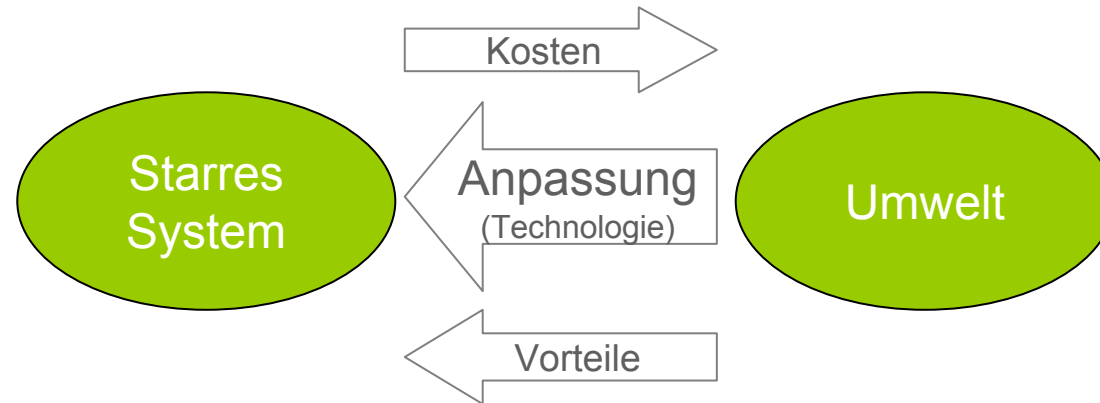 Kosten
Starres
System
Anpassung
(Technologie)
Umwelt
Vorteile